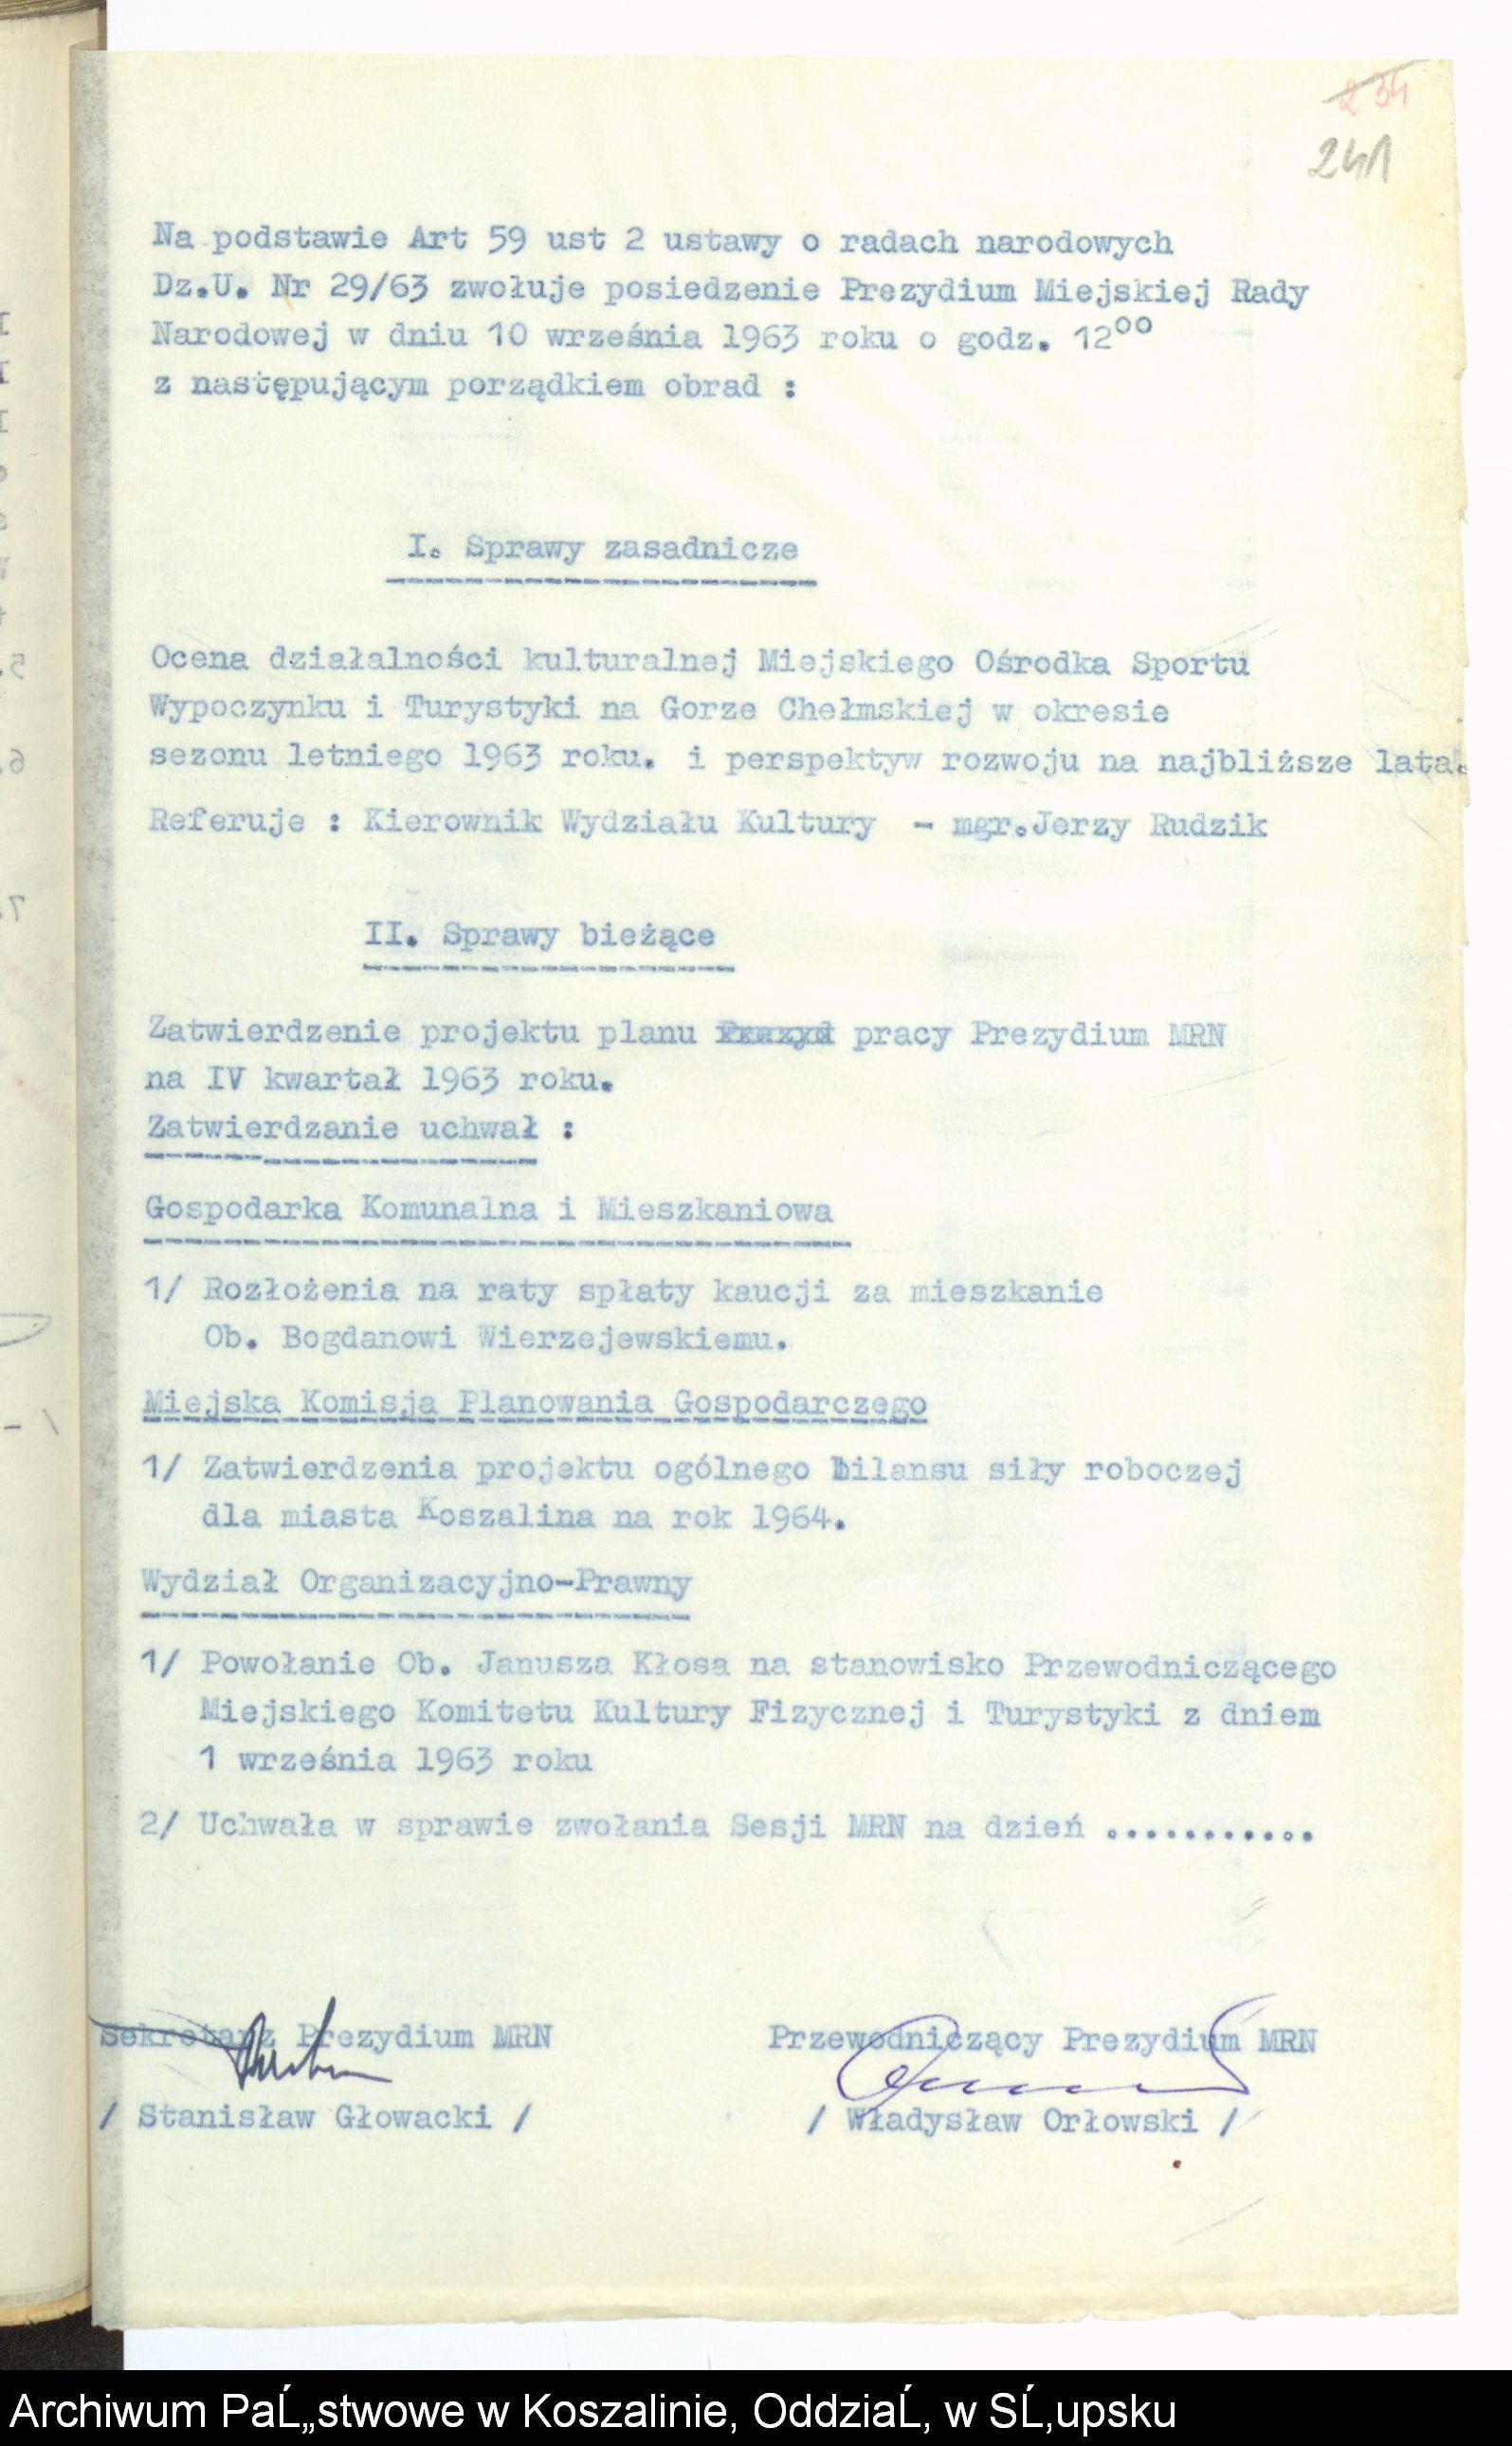 234
241
Na podstawie Art 59 ust 2 ustawy o radach narodowych
Dz.U. Nr 29/63 zwołuje posiedzenie Prezydium Miejskiej Rady
Narodowej w dniu 10 września 1963 roku o godz. 12⁰⁰
z następującym porządkiem obrad :
I. Sprawy zasadnicze
Ocena działalności kulturalnej Miejskiego Ośrodka Sportu
Wypoczynku i Turystyki na Gorze Chełmskiej w okresie
sezonu letniego 1963 roku. i perspektyw rozwoju na najbliższe lata.
Referuje : Kierownik Wydziału Kultury - mgr.Jerzy Rudzik
II. Sprawy bieżące
Zatwierdzenie projektu planu Prezyd pracy Prezydium MRN
na IV kwartał 1963 roku.
Zatwierdzanie uchwał :
Gospodarka Komunalna i Mieszkaniowa
1/ Rozłożenia na raty spłaty kaucji za mieszkanie
Ob. Bogdanowi Wierzejewskiemu.
Miejska Komisja Planowania Gospodarczego
1/ Zatwierdzenia projektu ogólnego bilansu siły roboczej
dla miasta Koszalina na rok 1964.
Wydział Organizacyjno-Prawny
1/ Powołanie Ob. Janusza Kłosa na stanowisko Przewodniczącego
Miejskiego Komitetu Kultury Fizycznej i Turystyki z dniem
1 września 1963 roku
2/ Uchwała w sprawie zwołania Sesji MRN na dzień ...........
Sekretarz Prezydium MRN Przewodniczący Prezydium MRN
/ Stanisław Głowacki / / Władysław Orłowski /
Archiwum PaĹ„stwowe w Koszalinie, OddziaĹ‚ w SĹ‚upsku